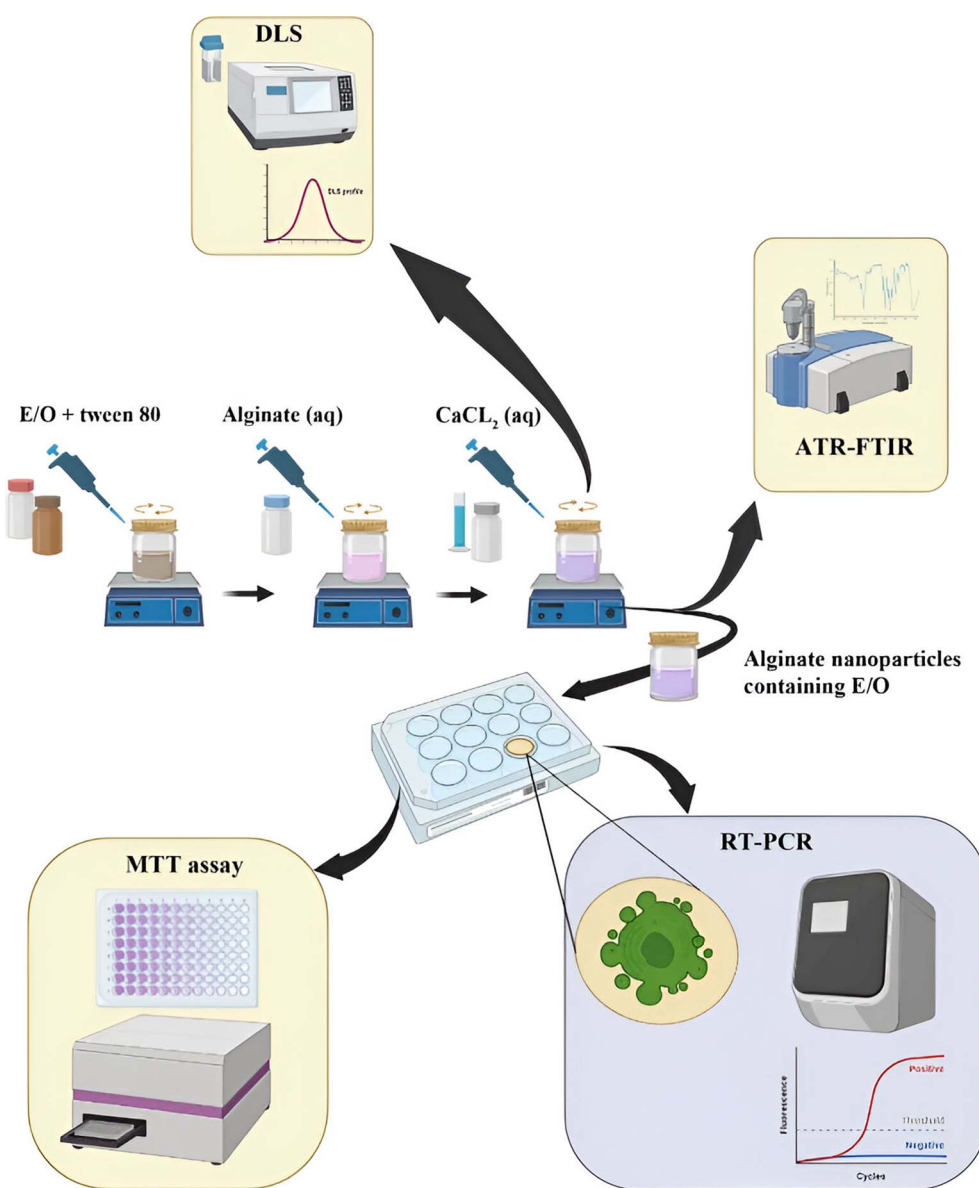 DLS
DLS profile
ATR-FTIR
E/O + tween 80
Alginate (aq)
CaCL₂ (aq)
Alginate nanoparticles
containing E/O
MTT assay
RT-PCR
Fluorescence
Positive
Threshold
Negative
Cycles